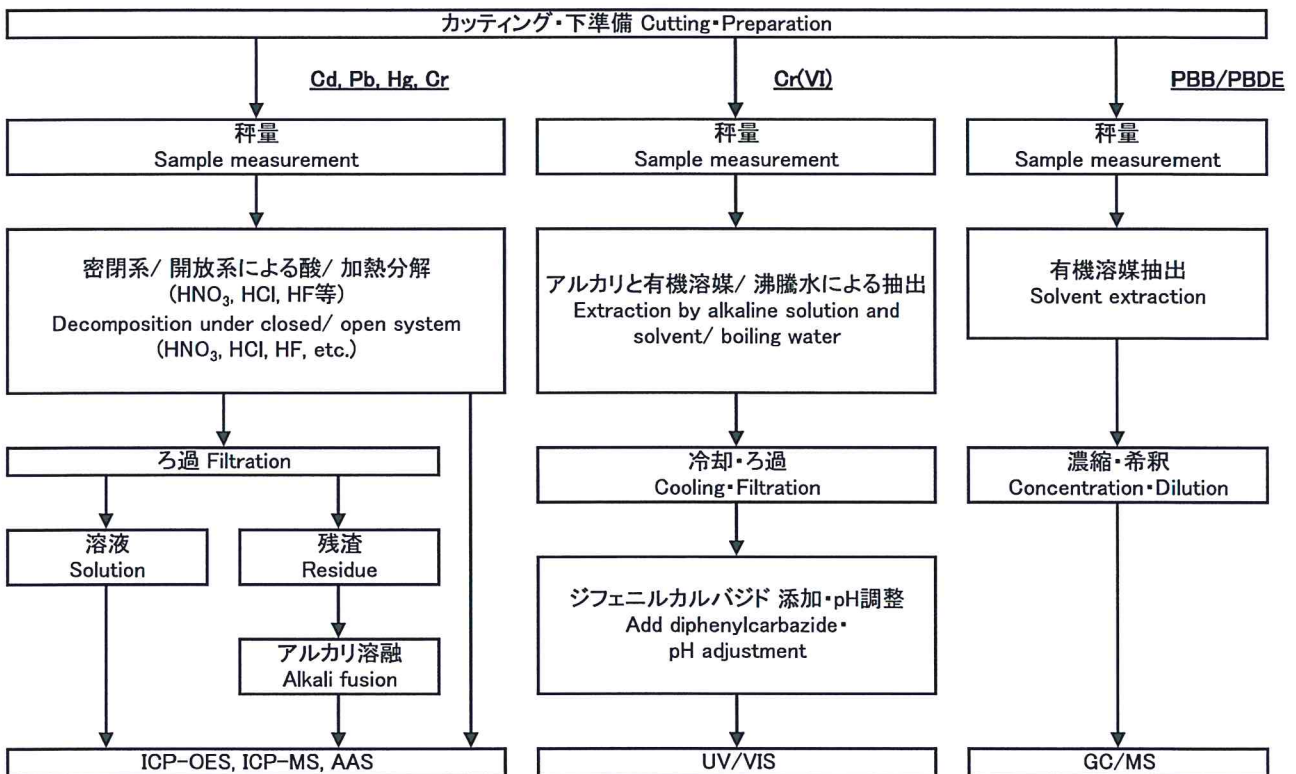 カッティング・下準備 Cutting・Preparation
Cd, Pb, Hg, Cr
Cr(VI)
PBB/PBDE
秤量
Sample measurement
秤量
Sample measurement
秤量
Sample measurement
密閉系/ 開放系による酸/ 加熱分解
(HNO₃, HCl, HF等)
Decomposition under closed/ open system
(HNO₃, HCl, HF, etc.)
アルカリと有機溶媒/ 沸騰水による抽出
Extraction by alkaline solution and
solvent/ boiling water
有機溶媒抽出
Solvent extraction
ろ過 Filtration
冷却・ろ過
Cooling・Filtration
濃縮・希釈
Concentration・Dilution
溶液
Solution
残渣
Residue
アルカリ溶融
Alkali fusion
ジフェニルカルバジド 添加・pH調整
Add diphenylcarbazide・
pH adjustment
ICP-OES, ICP-MS, AAS
UV/VIS
GC/MS